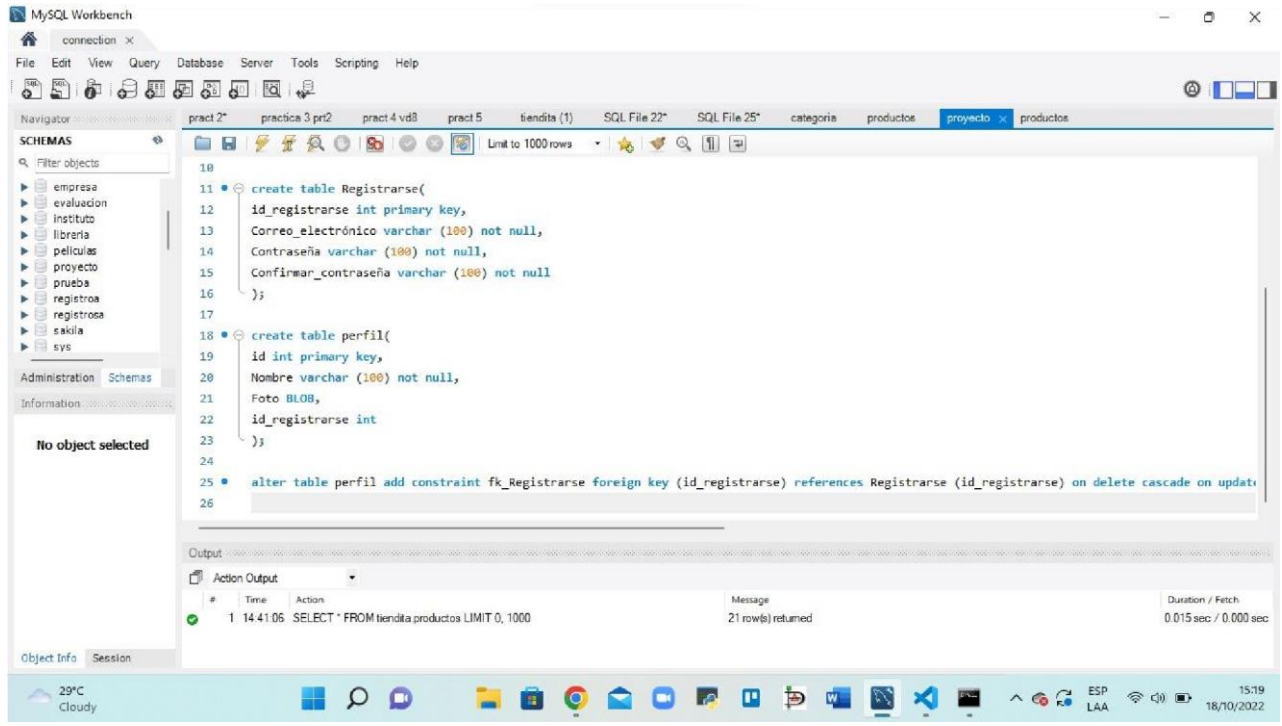 MySQL Workbench
connection ×
File Edit View Query Database Server Tools Scripting Help
Navigator
pract 2* practica 3 prt2 pract 4 vd8 pract 5 tiendita (1) SQL File 22* SQL File 25* categoria productos proyecto × productos
SCHEMAS
Limit to 1000 rows
Filter objects
empresa
evaluacion
instituto
libreria
peliculas
proyecto
prueba
registroa
registrosa
sakila
sys
Administration Schemas
Information
No object selected
10
11 create table Registrarse(
12 id_registrarse int primary key,
13 Correo_electrónico varchar (100) not null,
14 Contraseña varchar (100) not null,
15 Confirmar_contraseña varchar (100) not null
16 );
17
18 create table perfil(
19 id int primary key,
20 Nombre varchar (100) not null,
21 Foto BLOB,
22 id_registrarse int
23 );
24
25 alter table perfil add constraint fk_Registrarse foreign key (id_registrarse) references Registrarse (id_registrarse) on delete cascade on update
26
Output
Action Output
# Time Action Message Duration / Fetch
1 14:41:06 SELECT * FROM tiendita.productos LIMIT 0, 1000 21 row(s) returned 0.015 sec / 0.000 sec
Object Info Session
29°C
Cloudy
ESP
LAA
15:19
18/10/2022